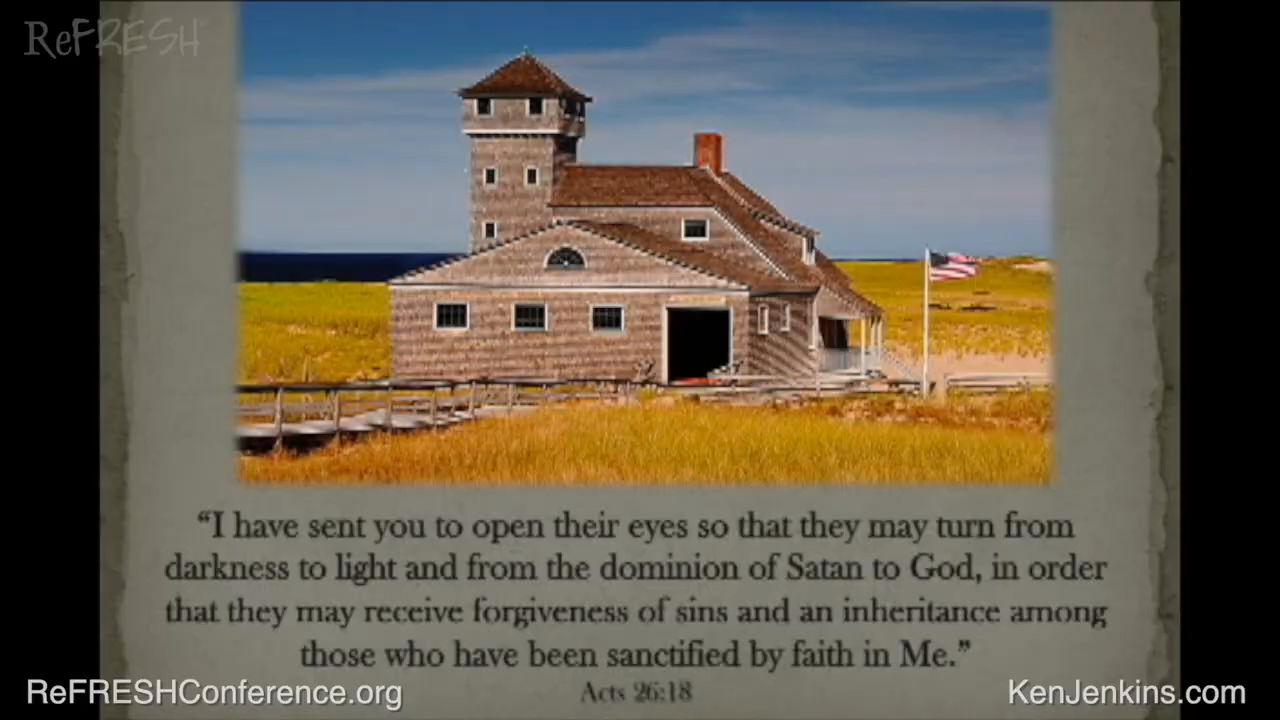 ReFRESH
“I have sent you to open their eyes so that they may turn from
darkness to light and from the dominion of Satan to God, in order
that they may receive forgiveness of sins and an inheritance among
those who have been sanctified by faith in Me.”
Acts 26:18
ReFRESHConference.org
KenJenkins.com